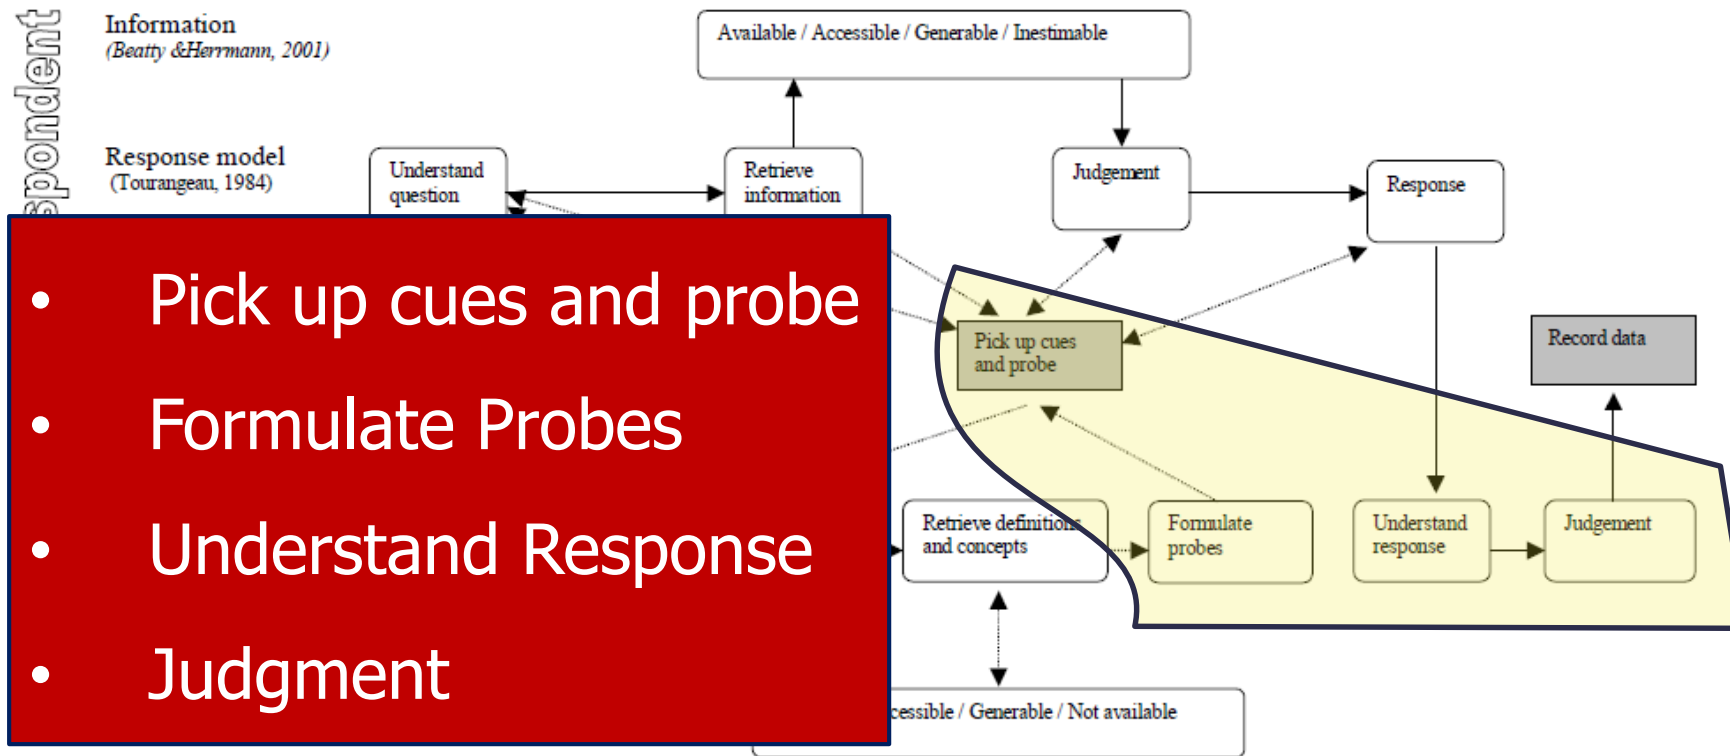 Information
(Beatty &Herrmann, 2001)
Available / Accessible / Generable / Inestimable
Response model
(Tourangeau, 1984)
Understand
question
Retrieve
information
Judgement
Response
• Pick up cues and probe
• Formulate Probes
• Understand Response
• Judgment
Pick up cues
and probe
Record data
Retrieve definitions
and concepts
Formulate
probes
Understand
response
Judgement
/ Generable / Not available